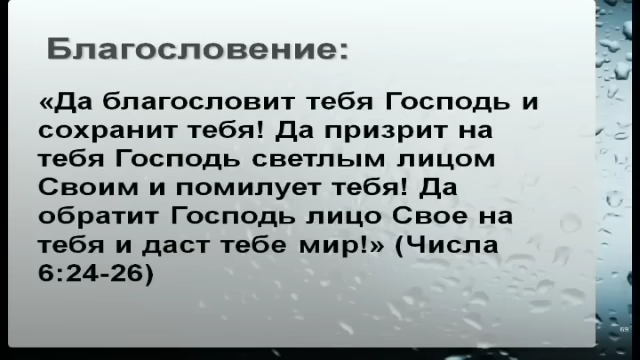 Благословение:
«Да благословит тебя Господь и
сохранит тебя! Да призрит на
тебя Господь светлым лицом
Своим и помилует тебя! Да
обратит Господь лицо Свое на
тебя и даст тебе мир!» (Числа
6:24-26)
69